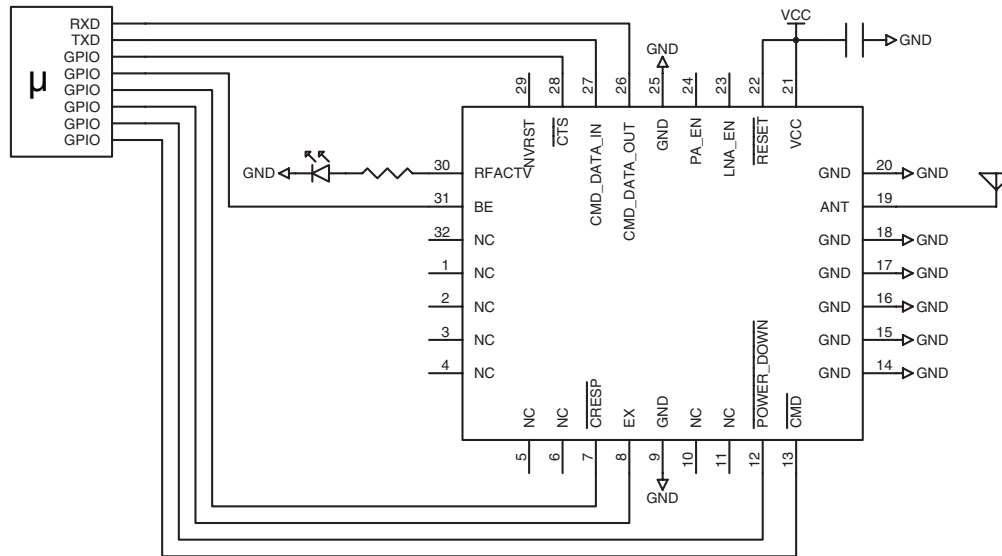 RXD
TXD
GPIO
GPIO
GPIO
GPIO
GPIO
GPIO
μ
VCC
GND
GND
29
28
27
26
25
24
23
22
21
NVRST
CTS
CMD_DATA_IN
CMD_DATA_OUT
GND
PA_EN
LNA_EN
RESET
VCC
GND
30
RFACTV
31
BE
32
NC
1
NC
2
NC
3
NC
4
NC
GND
20
GND
ANT
19
GND
18
GND
GND
17
GND
GND
16
GND
GND
15
GND
GND
14
GND
NC
NC
CRESP
EX
GND
NC
NC
POWER_DOWN
CMD
5
6
7
8
9
10
11
12
13
GND